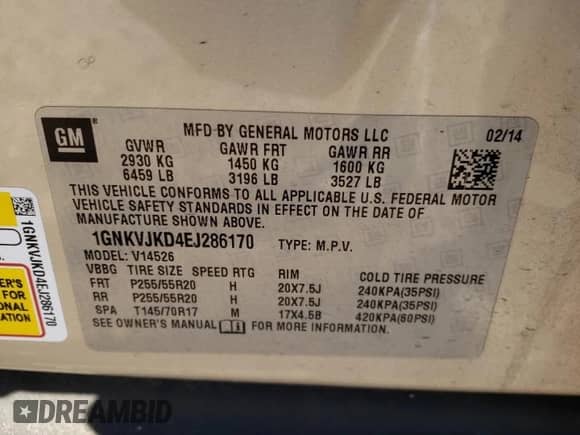 GM
MFD BY GENERAL MOTORS LLC 02/14
GVWR GAWR FRT GAWR RR
2930 KG 1450 KG 1600 KG
6459 LB 3196 LB 3527 LB
THIS VEHICLE CONFORMS TO ALL APPLICABLE U.S. FEDERAL MOTOR
VEHICLE SAFETY STANDARDS IN EFFECT ON THE DATE OF
MANUFACTURE SHOWN ABOVE.
1GNKVJKD4EJ286170 TYPE: M.P.V.
MODEL: V14526
VBBG TIRE SIZE SPEED RTG RIM COLD TIRE PRESSURE
FRT P255/55R20 H 20X7.5J 240KPA(35PSI)
RR P255/55R20 H 20X7.5J 240KPA(35PSI)
SPA T145/70R17 M 17X4.5B 420KPA(60PSI)
SEE OWNER'S MANUAL FOR MORE INFORMATION.
1GNKVJKD4EJ286170
ER'S
FOR
ONAL
ATION
DREAMBID